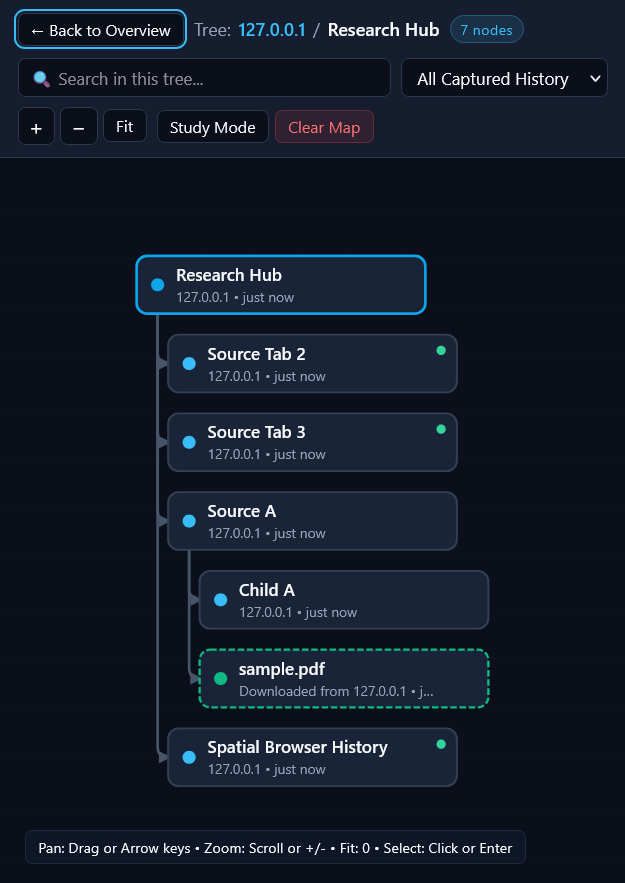 ← Back to Overview Tree: 127.0.0.1 / Research Hub 7 nodes
Search in this tree... All Captured History
+ − Fit Study Mode Clear Map
Research Hub
127.0.0.1 • just now
Source Tab 2
127.0.0.1 • just now
Source Tab 3
127.0.0.1 • just now
Source A
127.0.0.1 • just now
Child A
127.0.0.1 • just now
sample.pdf
Downloaded from 127.0.0.1 • j...
Spatial Browser History
127.0.0.1 • just now
Pan: Drag or Arrow keys • Zoom: Scroll or +/- • Fit: 0 • Select: Click or Enter